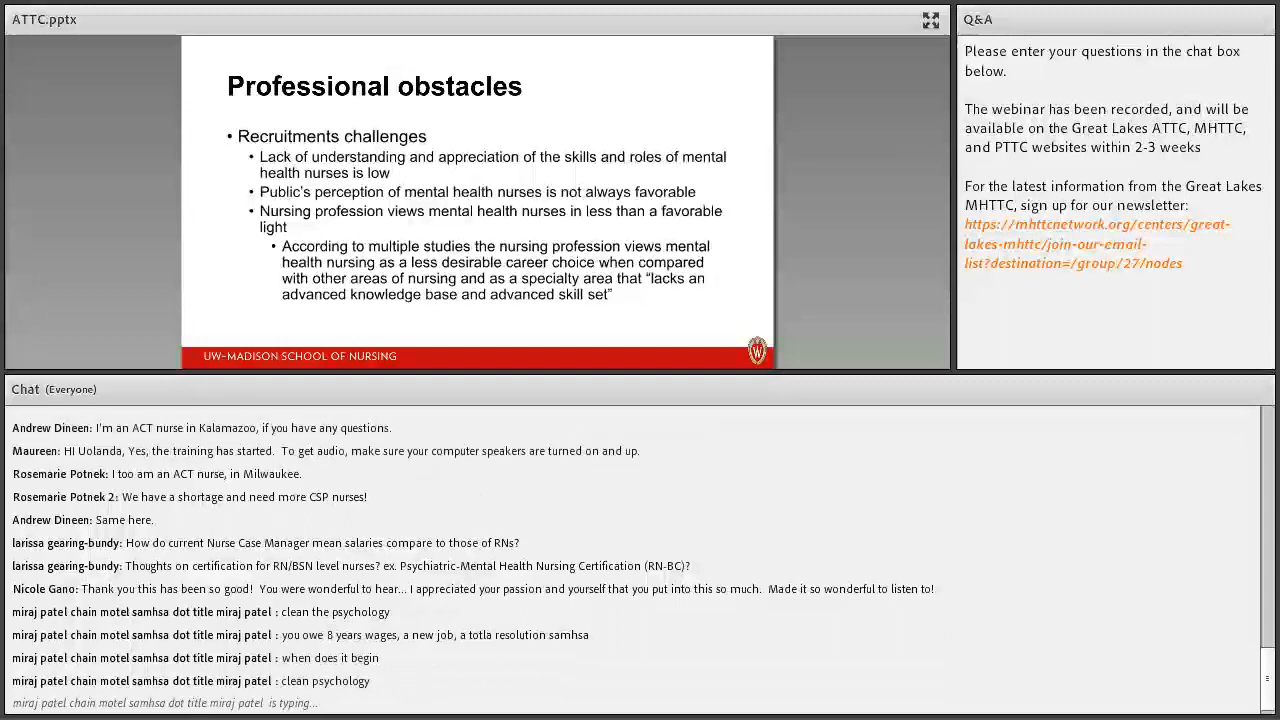 ATTC.pptx
Professional obstacles
• Recruitments challenges
• Lack of understanding and appreciation of the skills and roles of mental
health nurses is low
• Public's perception of mental health nurses is not always favorable
• Nursing profession views mental health nurses in less than a favorable
light
• According to multiple studies the nursing profession views mental
health nursing as a less desirable career choice when compared
with other areas of nursing and as a specialty area that “lacks an
advanced knowledge base and advanced skill set”
UW–MADISON SCHOOL OF NURSING
W
Q&A
Please enter your questions in the chat box
below.
The webinar has been recorded, and will be
available on the Great Lakes ATTC, MHTTC,
and PTTC websites within 2-3 weeks
For the latest information from the Great Lakes
MHTTC, sign up for our newsletter:
https://mhttcnetwork.org/centers/great-
lakes-mhttc/join-our-email-
list?destination=/group/27/nodes
Chat (Everyone)
Andrew Dineen: I'm an ACT nurse in Kalamazoo, if you have any questions.
Maureen: HI Uolanda, Yes, the training has started. To get audio, make sure your computer speakers are turned on and up.
Rosemarie Potnek: I too am an ACT nurse, in Milwaukee.
Rosemarie Potnek 2: We have a shortage and need more CSP nurses!
Andrew Dineen: Same here.
larissa gearing-bundy: How do current Nurse Case Manager mean salaries compare to those of RNs?
larissa gearing-bundy: Thoughts on certification for RN/BSN level nurses? ex. Psychiatric-Mental Health Nursing Certification (RN-BC)?
Nicole Gano: Thank you this has been so good! You were wonderful to hear... I appreciated your passion and yourself that you put into this so much. Made it so wonderful to listen to!
miraj patel chain motel samhsa dot title miraj patel : clean the psychology
miraj patel chain motel samhsa dot title miraj patel : you owe 8 years wages, a new job, a totla resolution samhsa
miraj patel chain motel samhsa dot title miraj patel : when does it begin
miraj patel chain motel samhsa dot title miraj patel : clean psychology
miraj patel chain motel samhsa dot title miraj patel is typing...